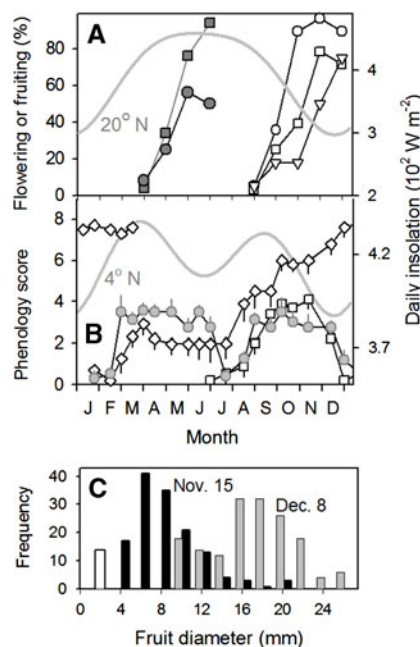 A
Flowering or fruiting (%)
80
60
40
20
0
20° N
4
3
2
Daily insolation (10² W m⁻²)
B
Phenology score
8
6
4
2
0
4° N
4.2
3.7
J F M A M J J A S O N D
Month
C
Frequency
40
30
20
10
0
Nov. 15
Dec. 8
4 8 12 16 20 24
Fruit diameter (mm)